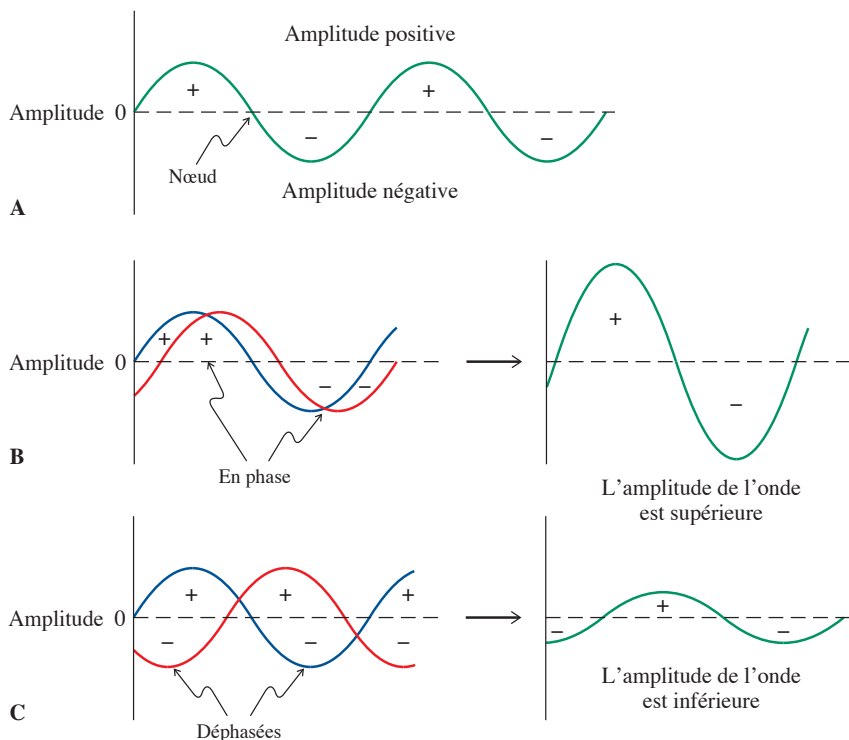 Amplitude positive
+
+
Amplitude 0
−
−
Nœud
Amplitude négative
A
+
+
+
Amplitude 0
−
−
−
B
En phase
L'amplitude de l'onde
est supérieure
+
+
+
+
Amplitude 0
−
−
−
−
−
L'amplitude de l'onde
est inférieure
C
Déphasées